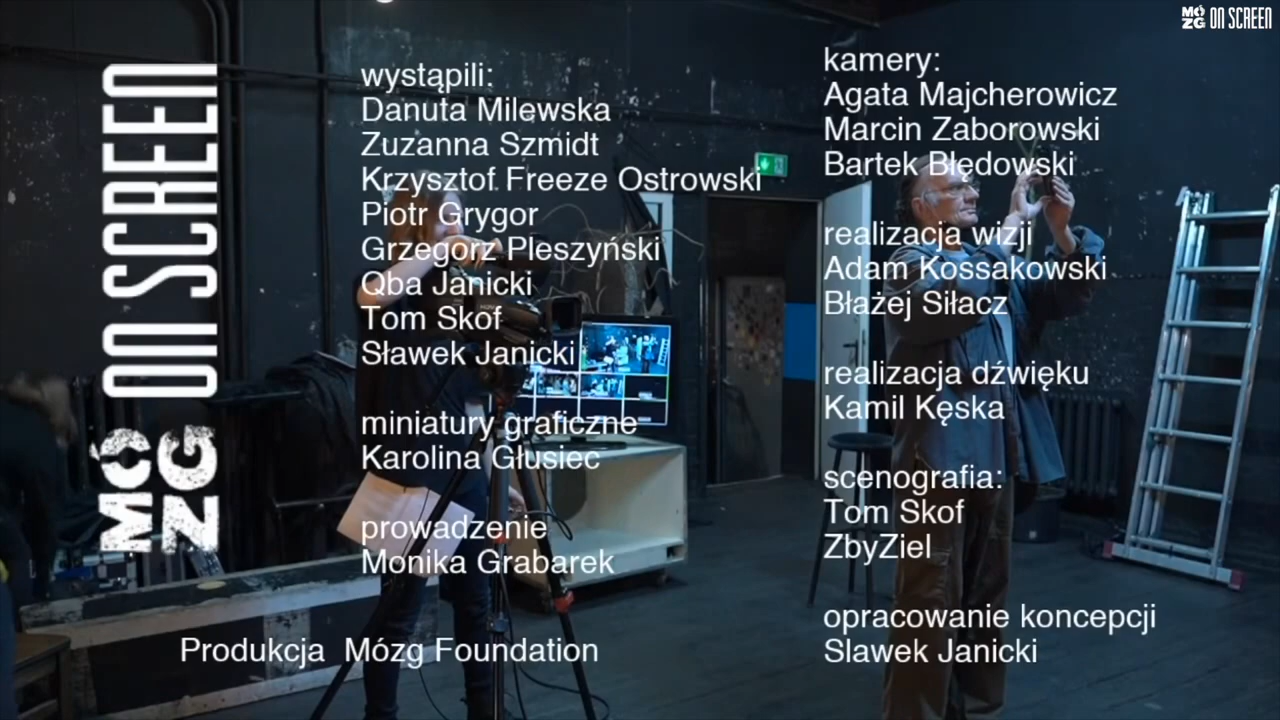 MÓZG ON SCREEN
MÓZG ON SCREEN
wystąpili:
Danuta Milewska
Zuzanna Szmidt
Krzysztof Freeze Ostrowski
Piotr Grygor
Grzegorz Pleszyński
Qba Janicki
Tom Skof
Sławek Janicki
miniatury graficzne
Karolina Głusiec
prowadzenie
Monika Grabarek
Produkcja Mózg Foundation
kamery:
Agata Majcherowicz
Marcin Zaborowski
Bartek Błędowski
realizacja wizji
Adam Kossakowski
Błażej Siłacz
realizacja dźwięku
Kamil Kęska
scenografia:
Tom Skof
ZbyZiel
opracowanie koncepcji
Slawek Janicki